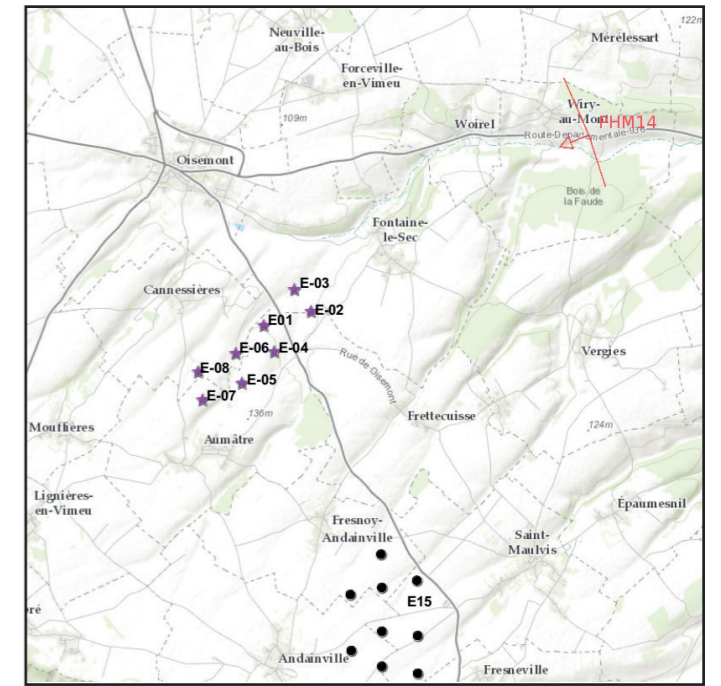 122m
Neuville-
au-Bois
Mérélessart
Forceville-
en-Vimeu
Wiry-
au-Mont
109m
Woirel
PHM14
Route Départementale 936
Oisemont
Bois de
la Faude
Fontaine-
le-Sec
E-03
Cannessières
E-02
E01
E-06
E-04
Vergies
Rue de Oisemont
E-08
E-05
E-07
136m
Frettecuisse
124m
Mouflières
Aumâtre
Lignières-
en-Vimeu
Épaumesnil
Fresnoy-
Andainville
Saint-
Maulvis
E15
ré
Andainville
Fresneville